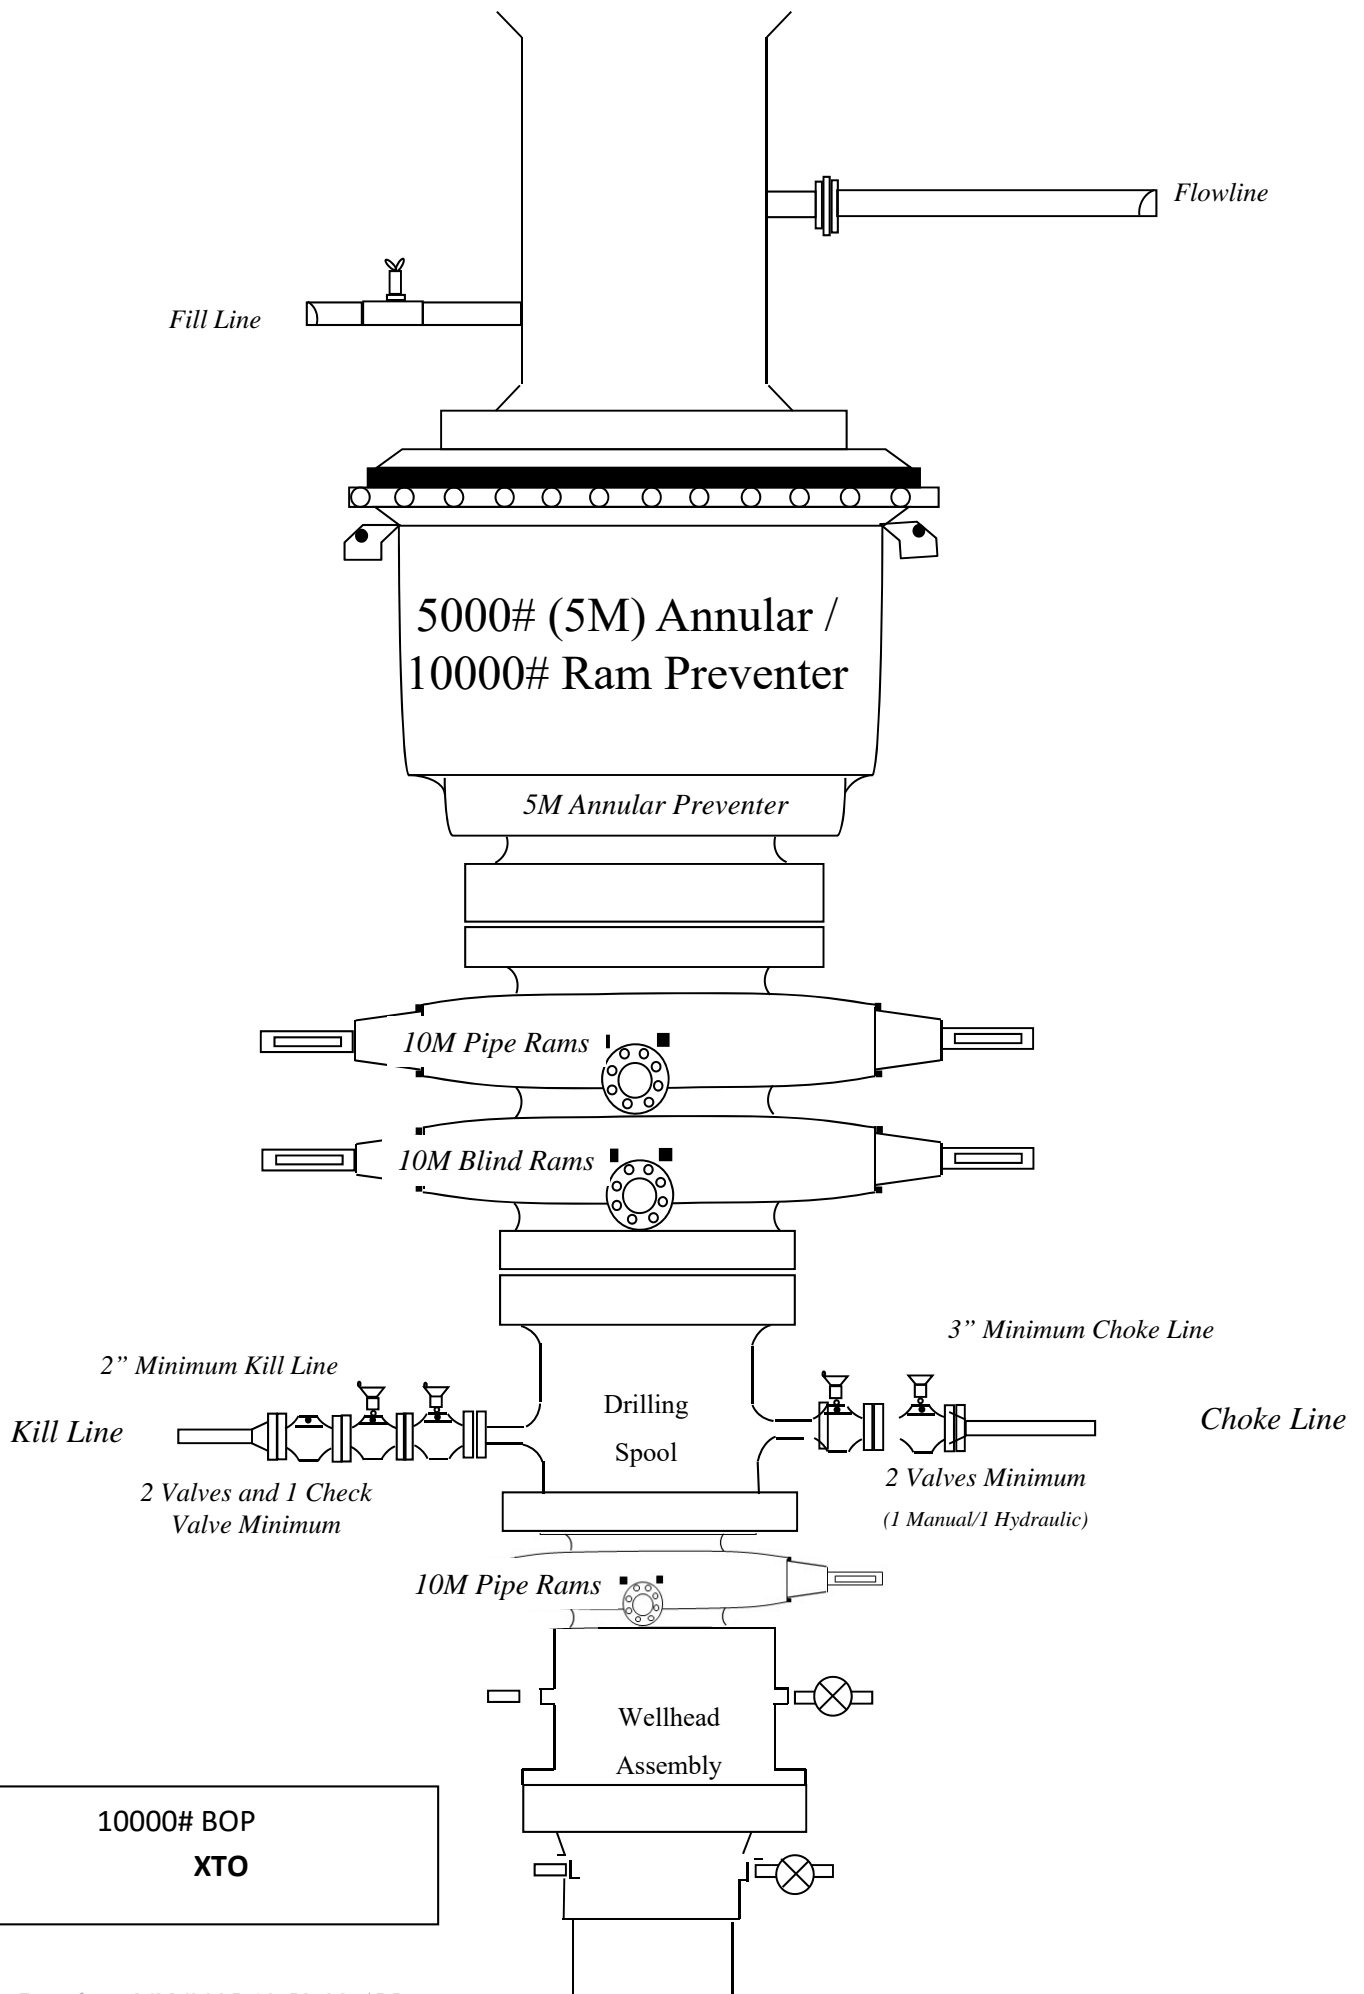 Flowline
Fill Line
5000# (5M) Annular /
10000# Ram Preventer
5M Annular Preventer
10M Pipe Rams
10M Blind Rams
3” Minimum Choke Line
2” Minimum Kill Line
Drilling
Spool
Kill Line
Choke Line
2 Valves and 1 Check
Valve Minimum
2 Valves Minimum
(1 Manual/1 Hydraulic)
10M Pipe Rams
Wellhead
Assembly
10000# BOP
XTO